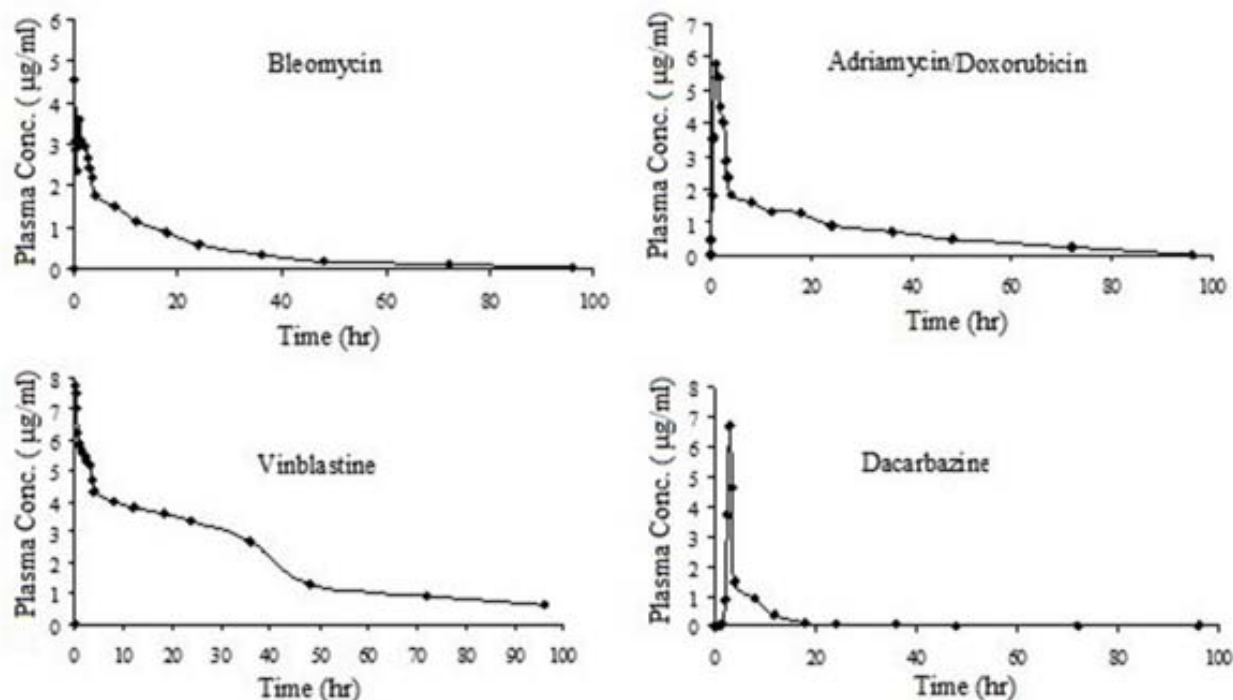 Bleomycin
Plasma Conc. ( µg/ml)
6
5
4
3
2
1
0
0 20 40 60 80 100
Time (hr)
Adriamycin/Doxorubicin
Plasma Conc. ( µg/ml)
7
6
5
4
3
2
1
0
0 20 40 60 80 100
Time (hr)
Vinblastine
Plasma Conc. ( µg/ml)
8
7
6
5
4
3
2
1
0
0 10 20 30 40 50 60 70 80 90 100
Time (hr)
Dacarbazine
Plasma Conc. ( µg/ml)
8
7
6
5
4
3
2
1
0
0 20 40 60 80 100
Time (hr)